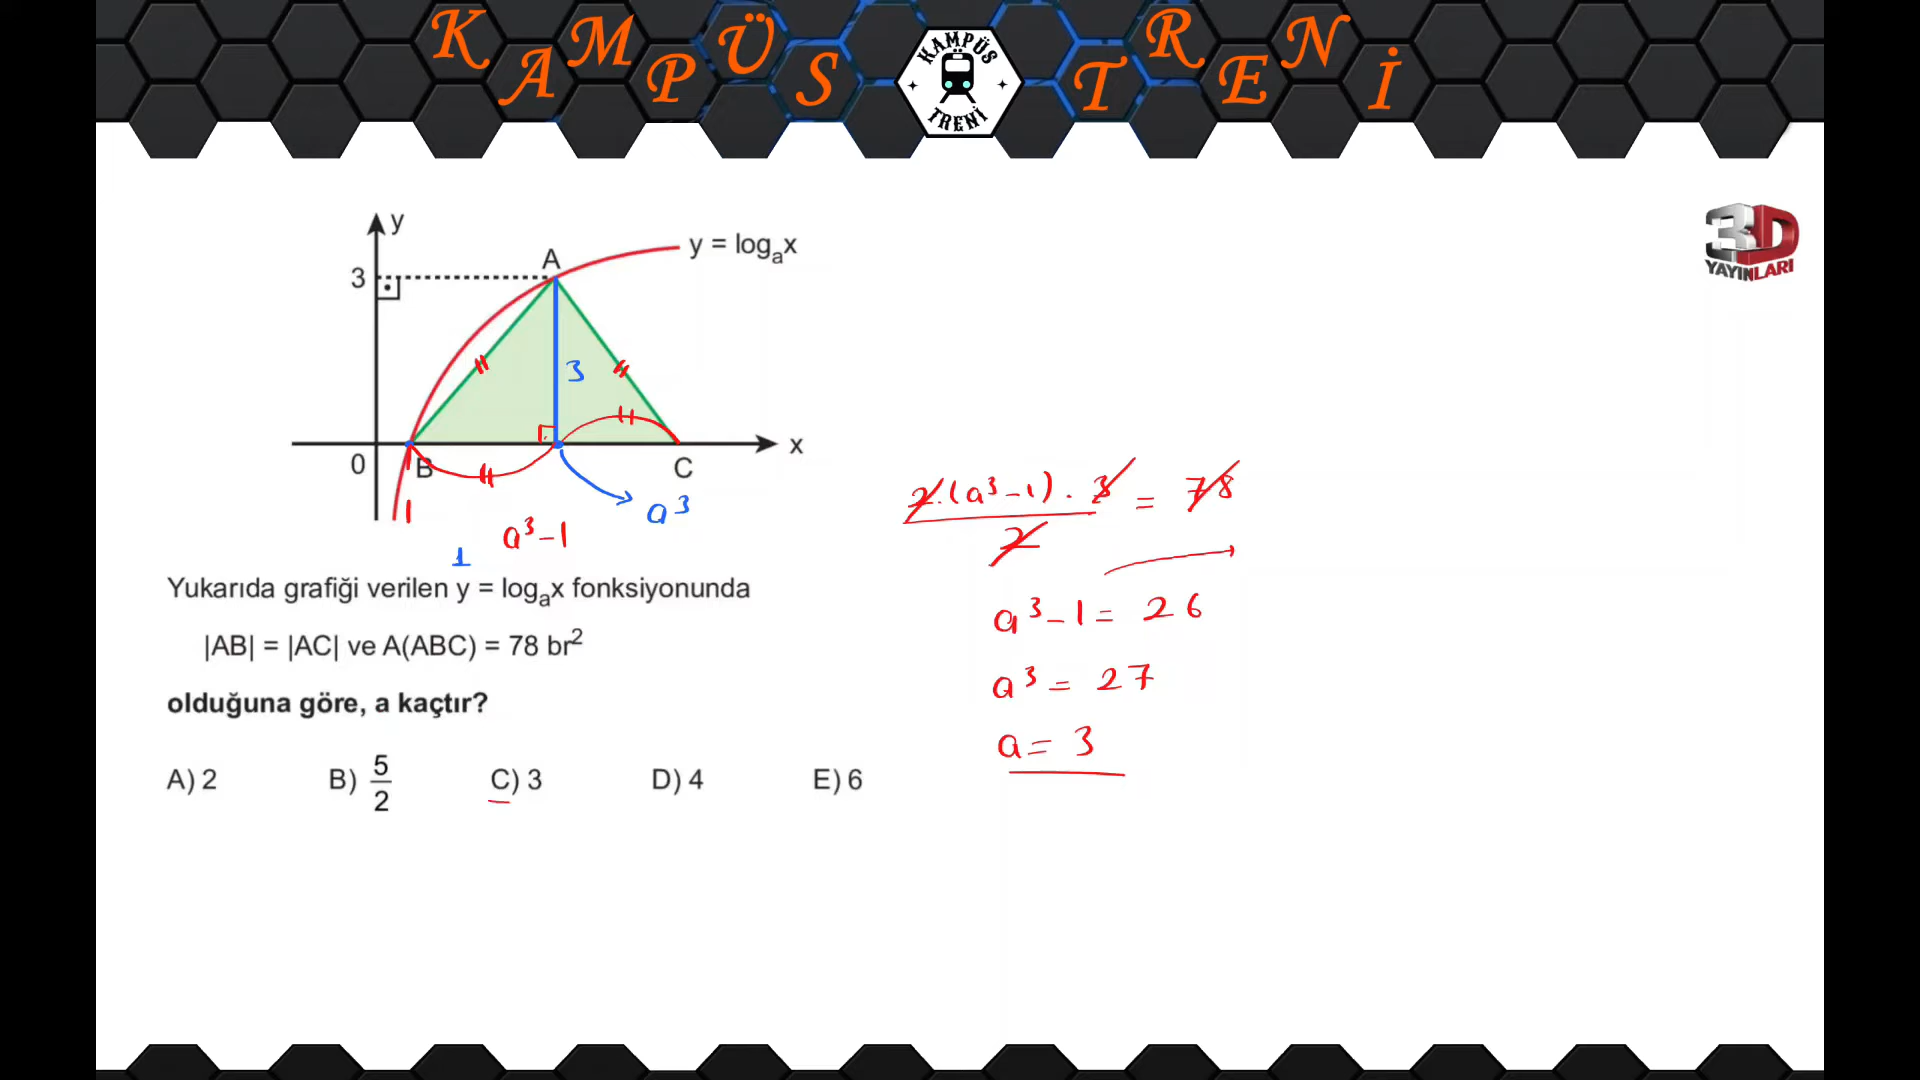 KAMPÜS TRENİ
KAMPÜS
TRENİ
3D
YAYINLARI
y
A
y = logₐx
3
3
0
B
C
x
1
a³
a³-1
1
Yukarıda grafiği verilen y = logₐx fonksiyonunda
|AB| = |AC| ve A(ABC) = 78 br²
olduğuna göre, a kaçtır?
A) 2 B) 5/2 C) 3 D) 4 E) 6
2.(a³-1).3 / 2 = 78
a³-1 = 26
a³ = 27
a = 3